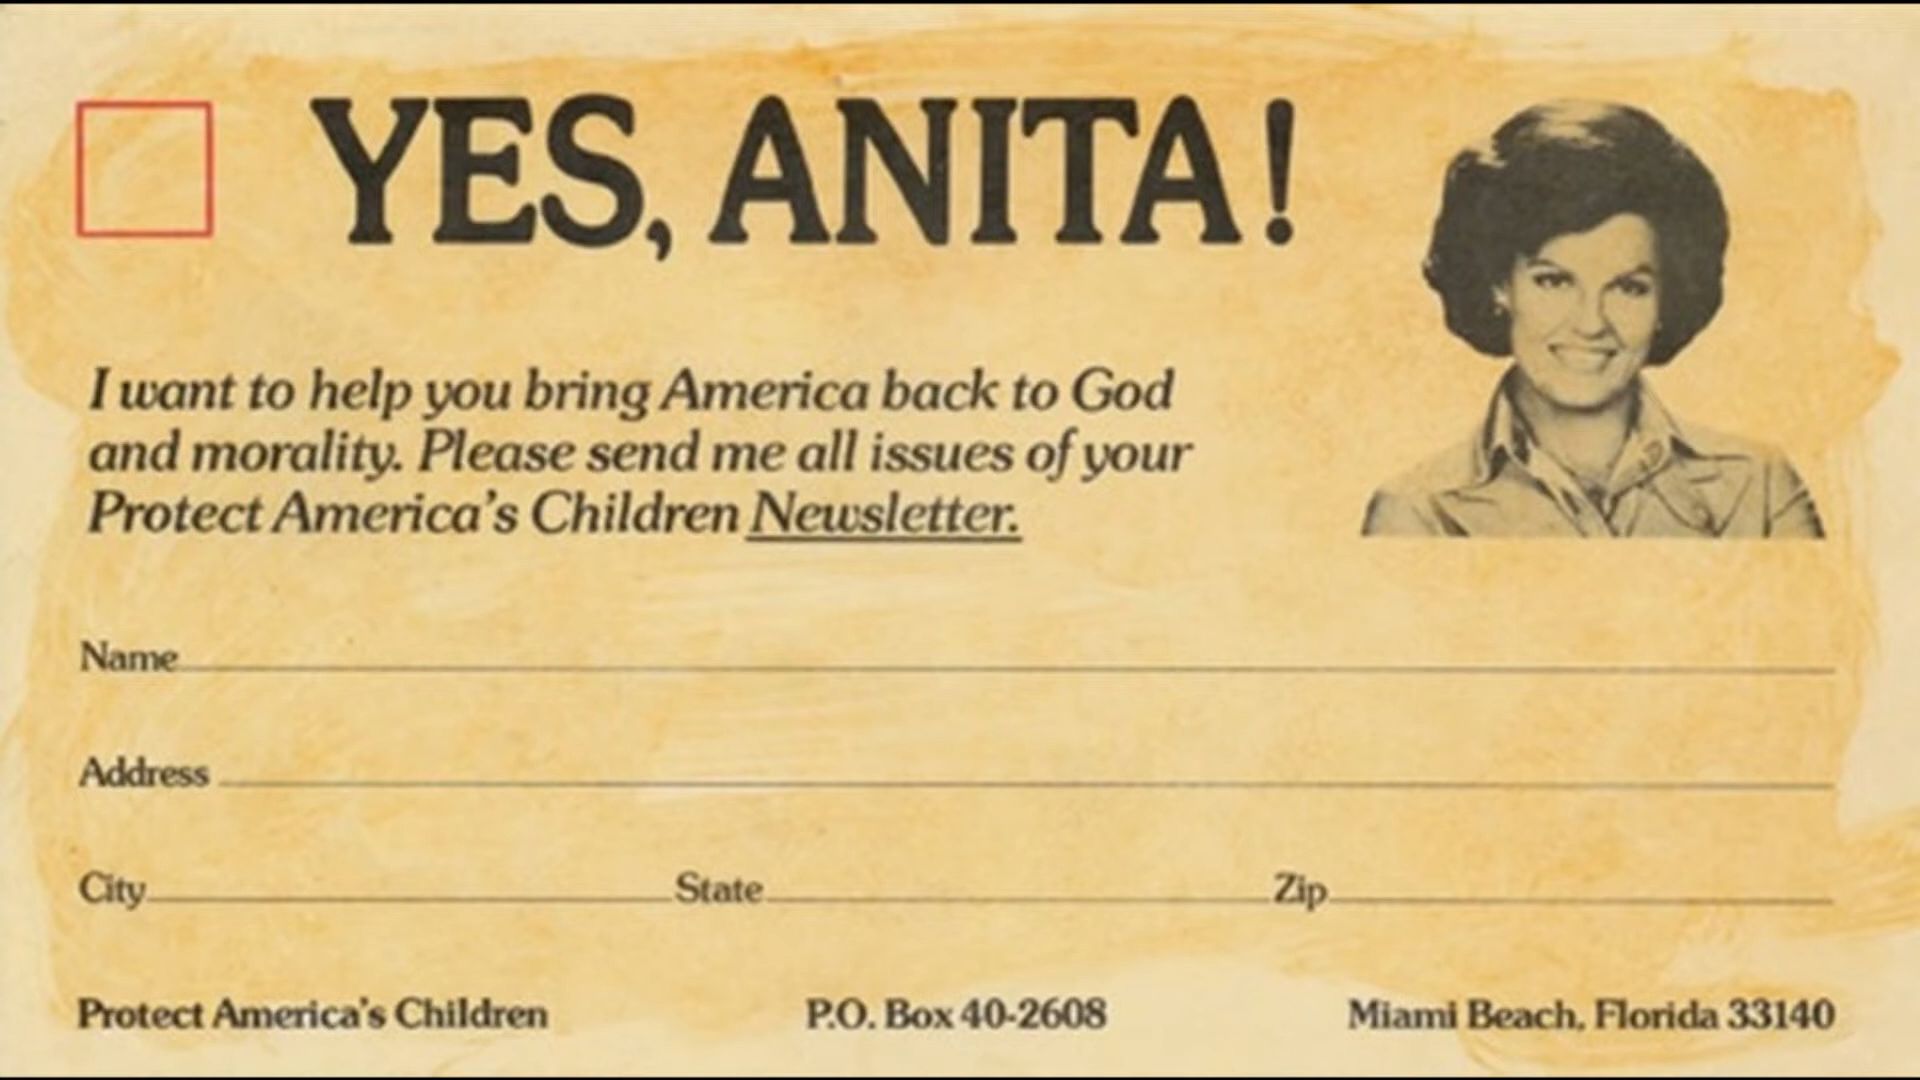 YES, ANITA!
I want to help you bring America back to God
and morality. Please send me all issues of your
Protect America's Children Newsletter.
Name
Address
City State Zip
Protect America's Children P.O. Box 40-2608 Miami Beach, Florida 33140